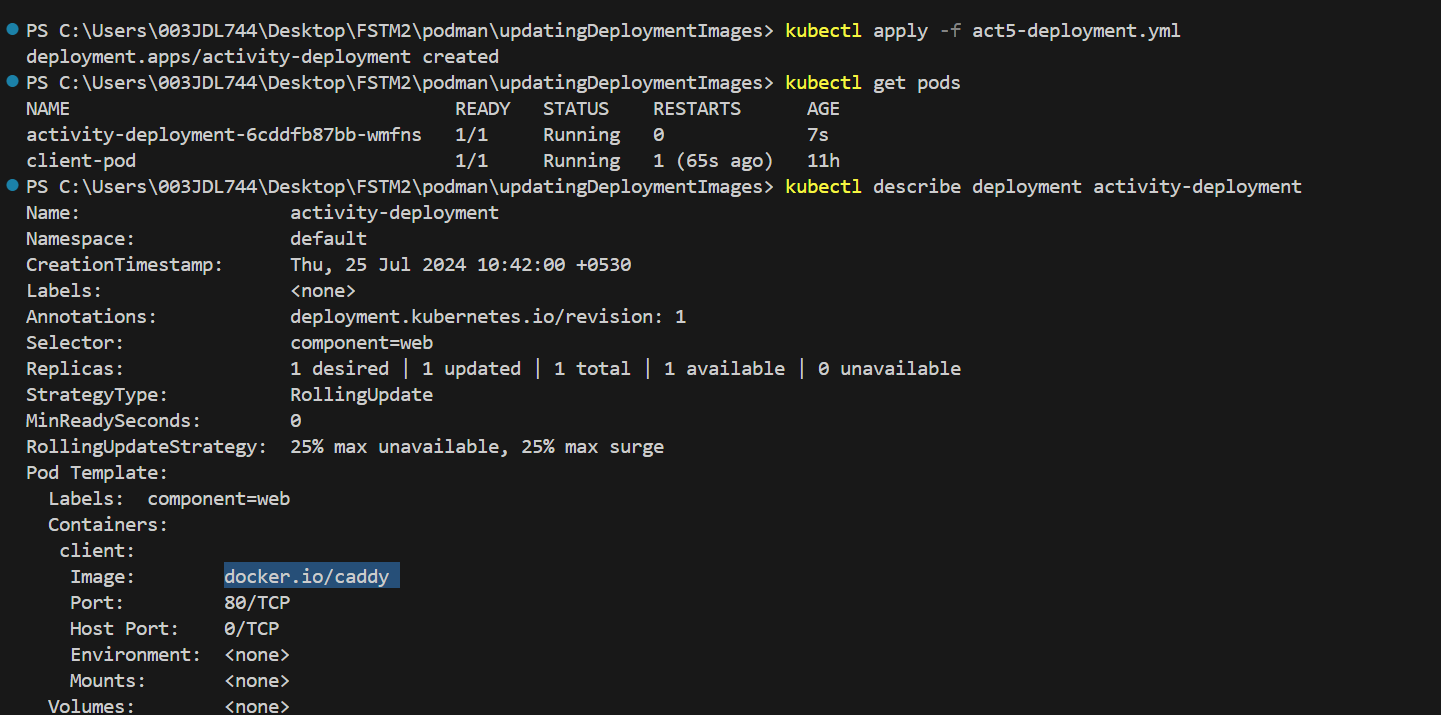 PS C:\Users\003JDL744\Desktop\FSTM2\podman\updatingDeploymentImages> kubectl apply -f act5-deployment.yml
deployment.apps/activity-deployment created
PS C:\Users\003JDL744\Desktop\FSTM2\podman\updatingDeploymentImages> kubectl get pods
NAME                                   READY   STATUS    RESTARTS      AGE
activity-deployment-6cddfb87bb-wmfns   1/1     Running   0             7s
client-pod                             1/1     Running   1 (65s ago)   11h
PS C:\Users\003JDL744\Desktop\FSTM2\podman\updatingDeploymentImages> kubectl describe deployment activity-deployment
Name:                   activity-deployment
Namespace:              default
CreationTimestamp:      Thu, 25 Jul 2024 10:42:00 +0530
Labels:                 <none>
Annotations:            deployment.kubernetes.io/revision: 1
Selector:               component=web
Replicas:               1 desired | 1 updated | 1 total | 1 available | 0 unavailable
StrategyType:           RollingUpdate
MinReadySeconds:        0
RollingUpdateStrategy:  25% max unavailable, 25% max surge
Pod Template:
  Labels:  component=web
  Containers:
   client:
    Image:         docker.io/caddy
    Port:          80/TCP
    Host Port:     0/TCP
    Environment:   <none>
    Mounts:        <none>
  Volumes:         <none>